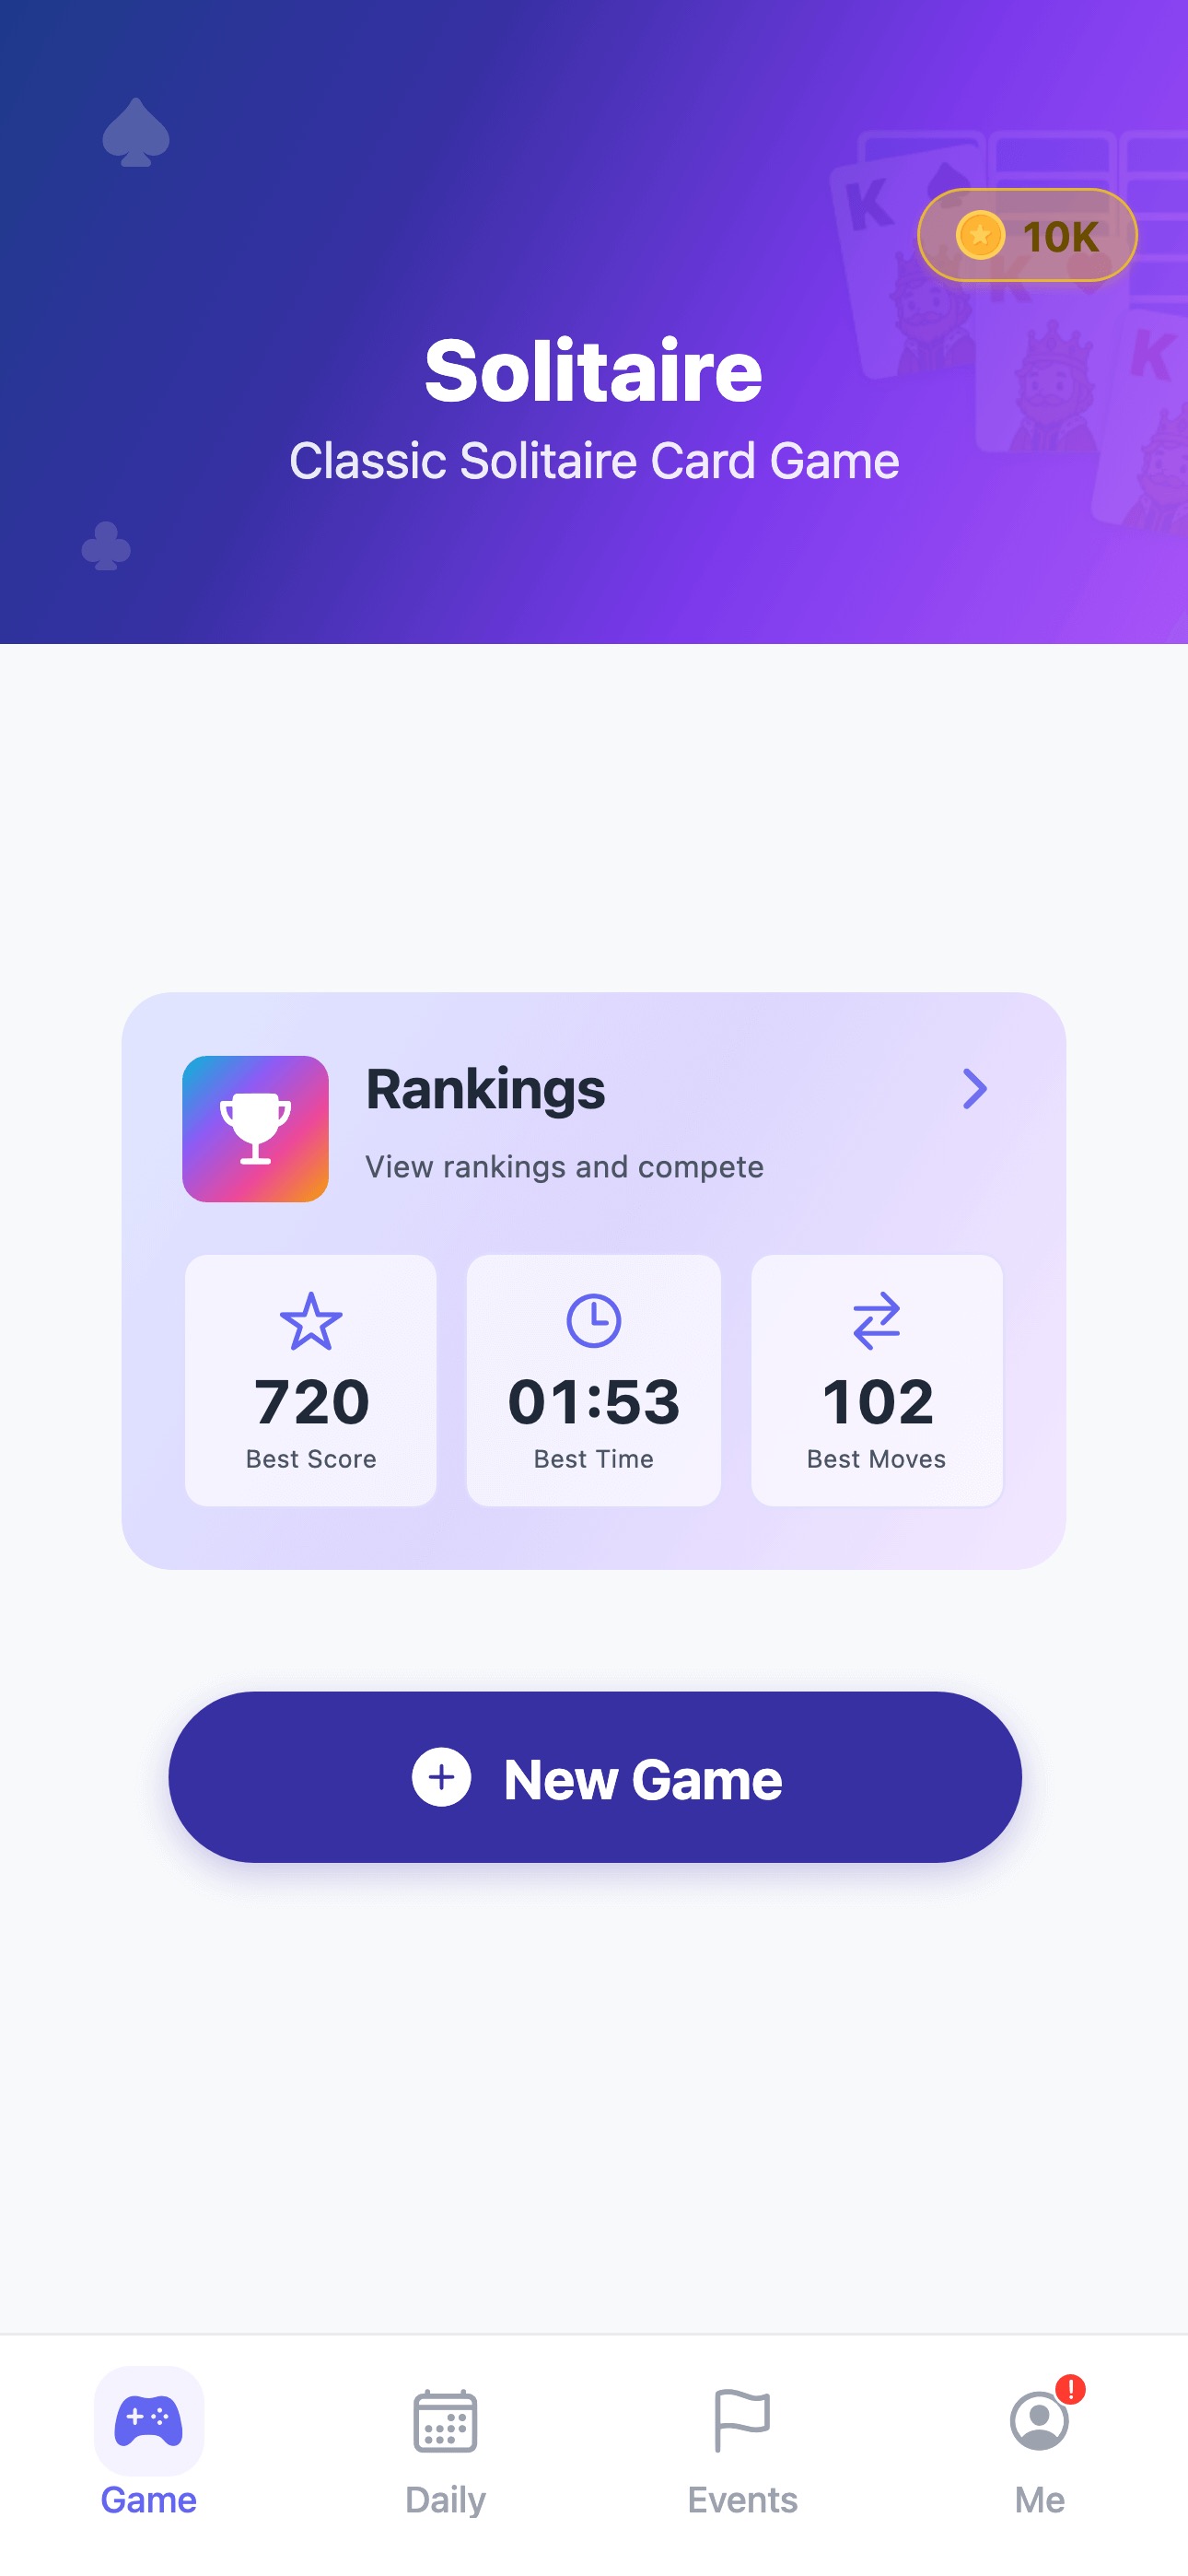 K
10K
K
K
Solitaire
Classic Solitaire Card Game
Rankings
View rankings and compete
720
01:53
102
Best Score
Best Time
Best Moves
New Game
!
Game
Daily
Events
Me